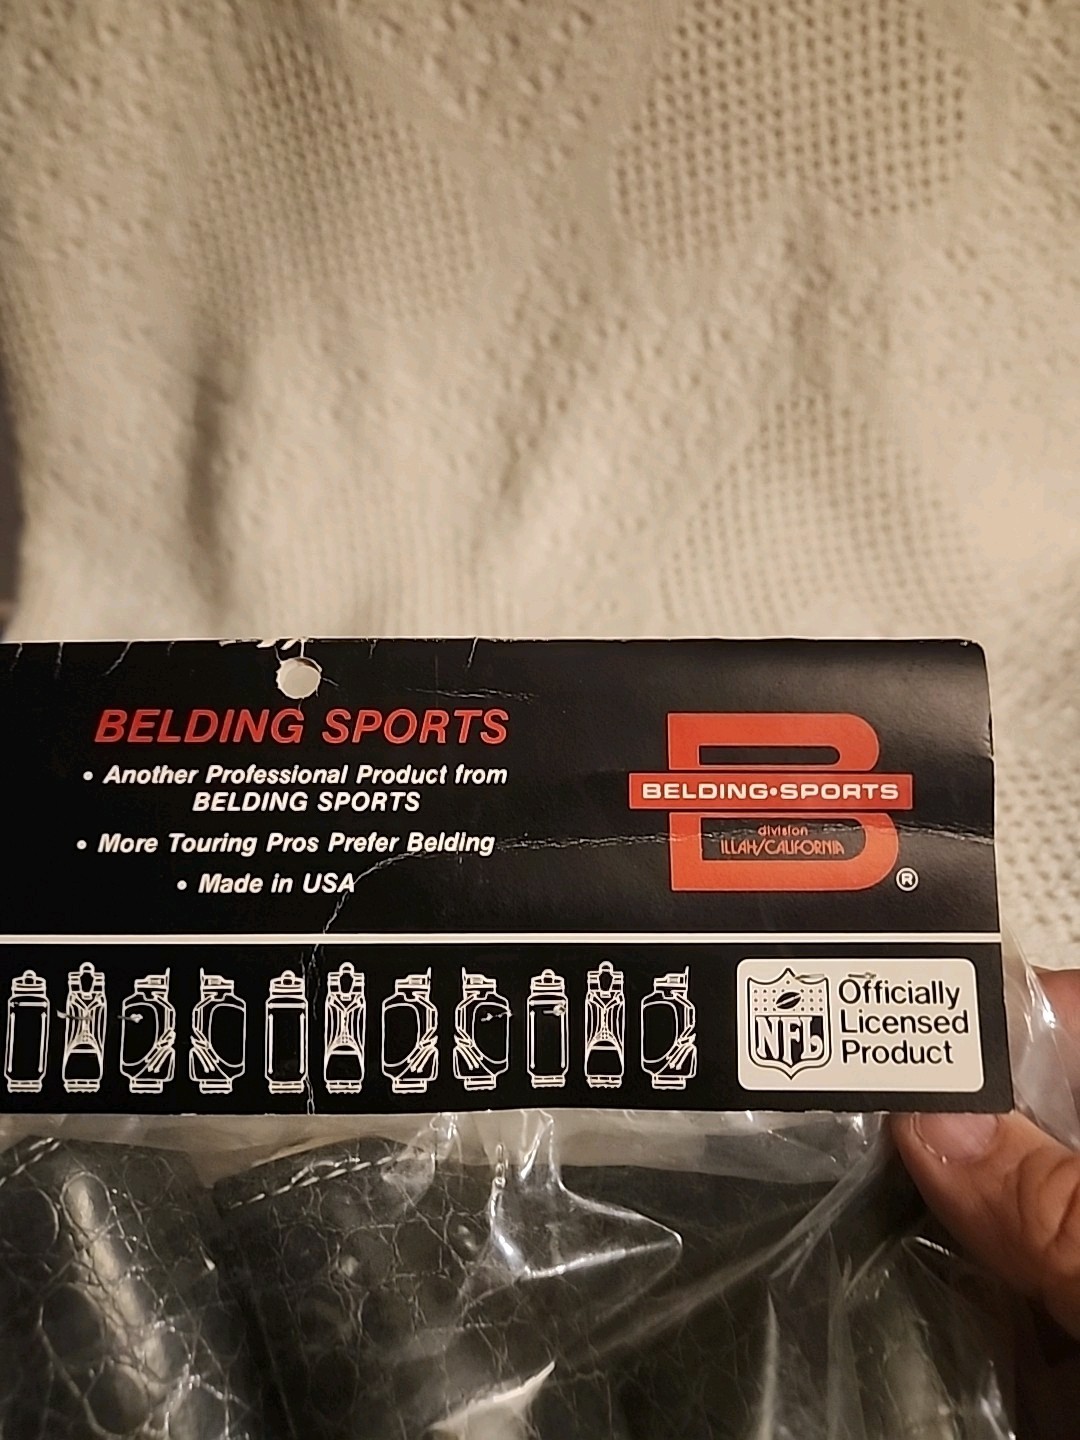 BELDING SPORTS
• Another Professional Product from
BELDING SPORTS
• More Touring Pros Prefer Belding
• Made in USA
BELDING•SPORTS
division
ILLAH/CALIFORNIA
®
NFL
Officially
Licensed
Product